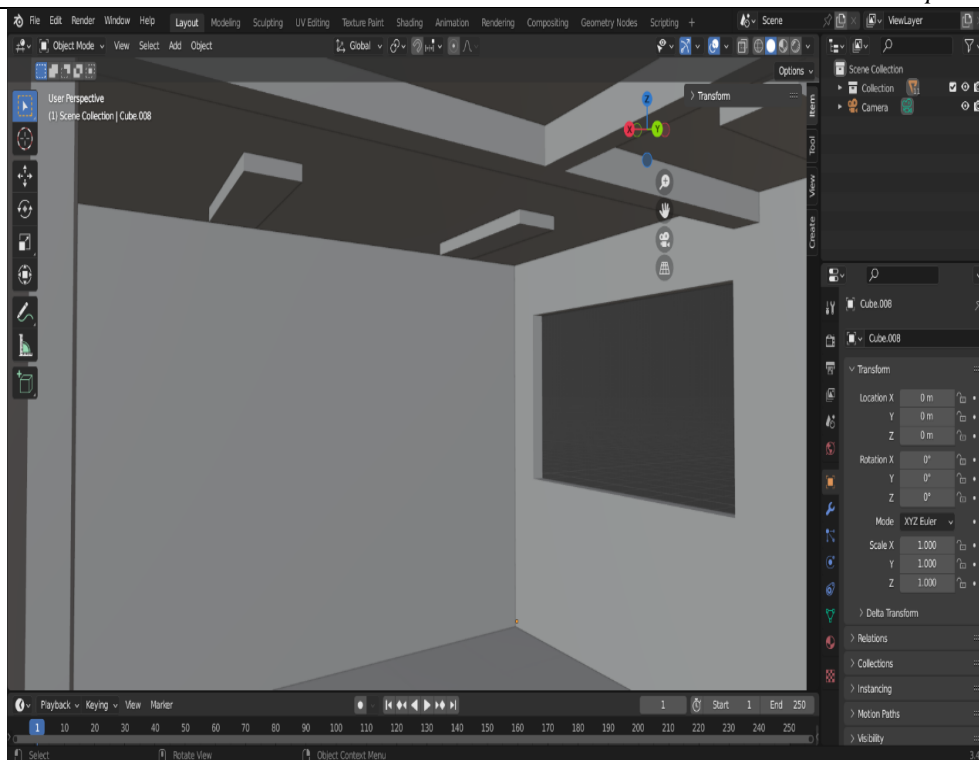 File Edit Render Window Help Layout Modeling Sculpting UV Editing Texture Paint Shading Animation Rendering Compositing Geometry Nodes Scripting + Scene ViewLayer
Object Mode View Select Add Object Global
Options
User Perspective
(1) Scene Collection | Cube.008
Transform
Z
X
Y
Item
Tool
View
Create
Scene Collection
Collection
Camera
Cube.008
Cube.008
Transform
Location X 0 m
Y 0 m
Z 0 m
Rotation X 0°
Y 0°
Z 0°
Mode XYZ Euler
Scale X 1.000
Y 1.000
Z 1.000
Delta Transform
Relations
Collections
Instancing
Motion Paths
Visibility
Playback Keying View Marker 1 Start 1 End 250
1 10 20 30 40 50 60 70 80 90 100 110 120 130 140 150 160 170 180 190 200 210 220 230 240 250
Select Rotate View Object Context Menu